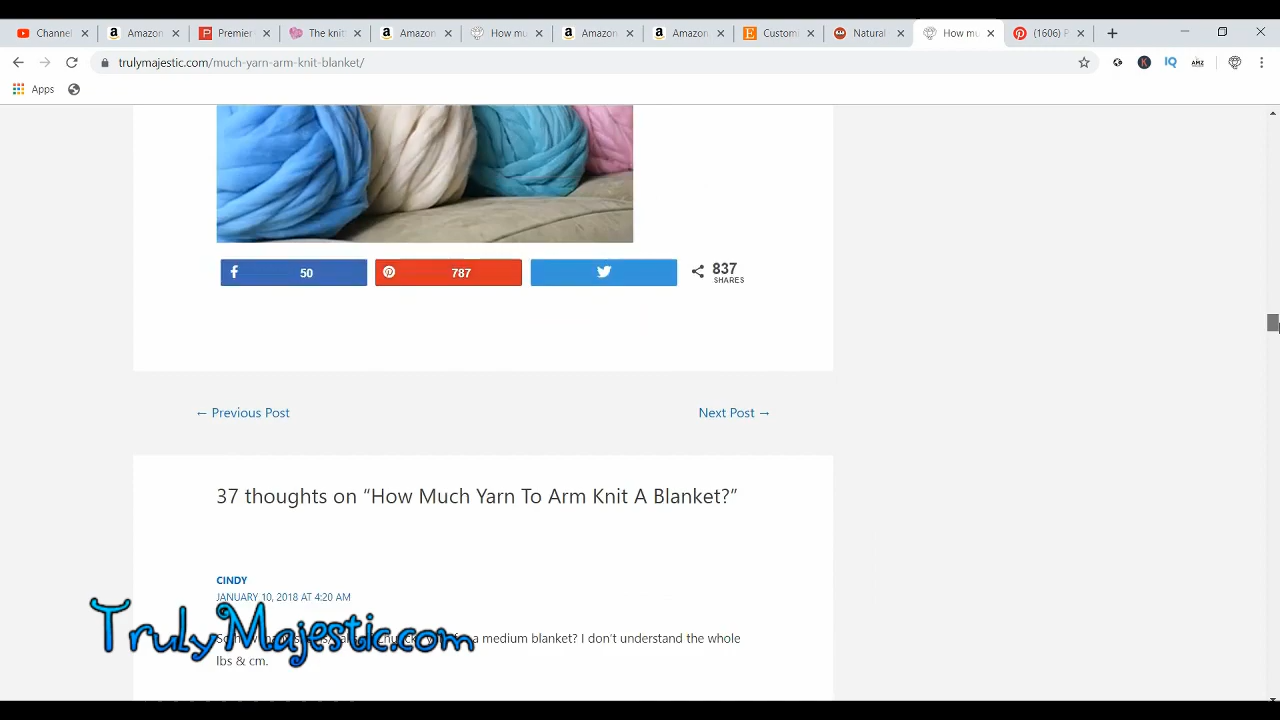 Channel
Amazon
Premier
The knit
Amazon
How mu
Amazon
Amazon
Customi
Natural
How mu
(1606) P
trulymajestic.com/much-yarn-arm-knit-blanket/
K
IQ
Apps
50
787
837
SHARES
← Previous Post
Next Post →
37 thoughts on “How Much Yarn To Arm Knit A Blanket?”
CINDY
JANUARY 10, 2018 AT 4:20 AM
a medium blanket? I don't understand the whole
lbs & cm.
TrulyMajestic.com